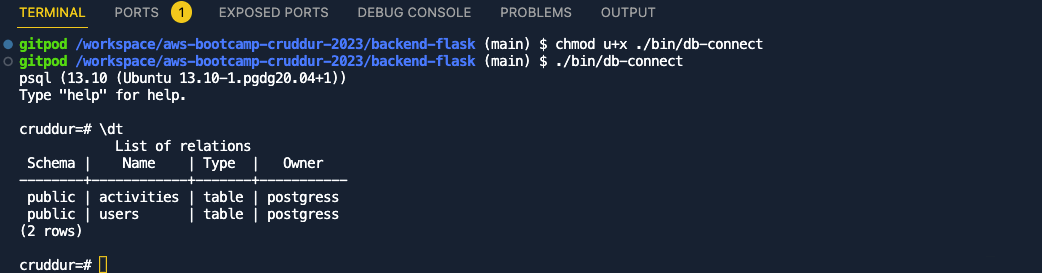 TERMINAL PORTS 1 EXPOSED PORTS DEBUG CONSOLE PROBLEMS OUTPUT
gitpod /workspace/aws-bootcamp-cruddur-2023/backend-flask (main) $ chmod u+x ./bin/db-connect
gitpod /workspace/aws-bootcamp-cruddur-2023/backend-flask (main) $ ./bin/db-connect
psql (13.10 (Ubuntu 13.10-1.pgdg20.04+1))
Type "help" for help.
cruddur=# \dt
List of relations
Schema | Name | Type | Owner
--------+------------+-------+-----------
public | activities | table | postgress
public | users | table | postgress
(2 rows)
cruddur=#